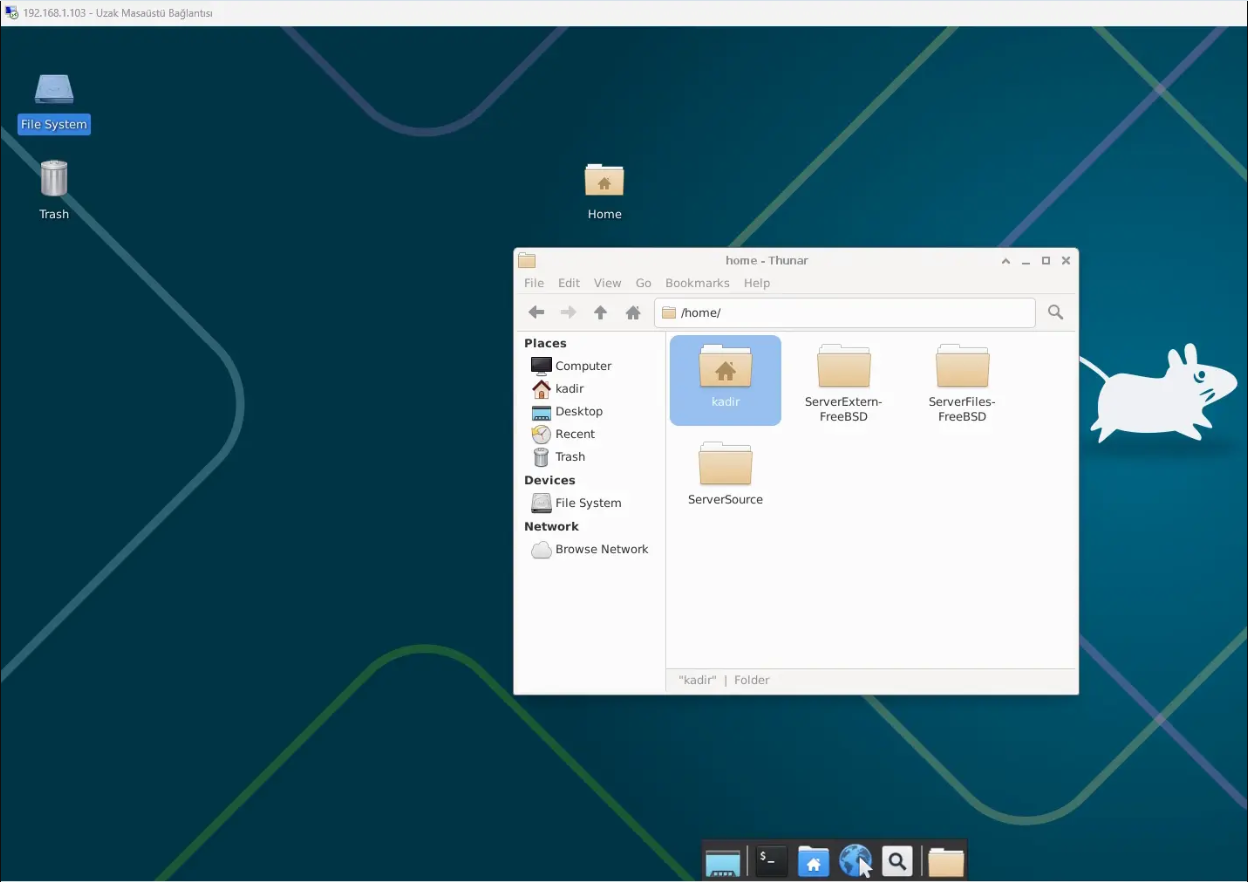 192.168.1.103 - Uzak Masaüstü Bağlantısı
File System
Trash
Home
home - Thunar
File Edit View Go Bookmarks Help
/home/
Places
Computer
kadir
Desktop
Recent
Trash
Devices
File System
Network
Browse Network
kadir
ServerExtern-
FreeBSD
ServerFiles-
FreeBSD
ServerSource
"kadir" | Folder
$_